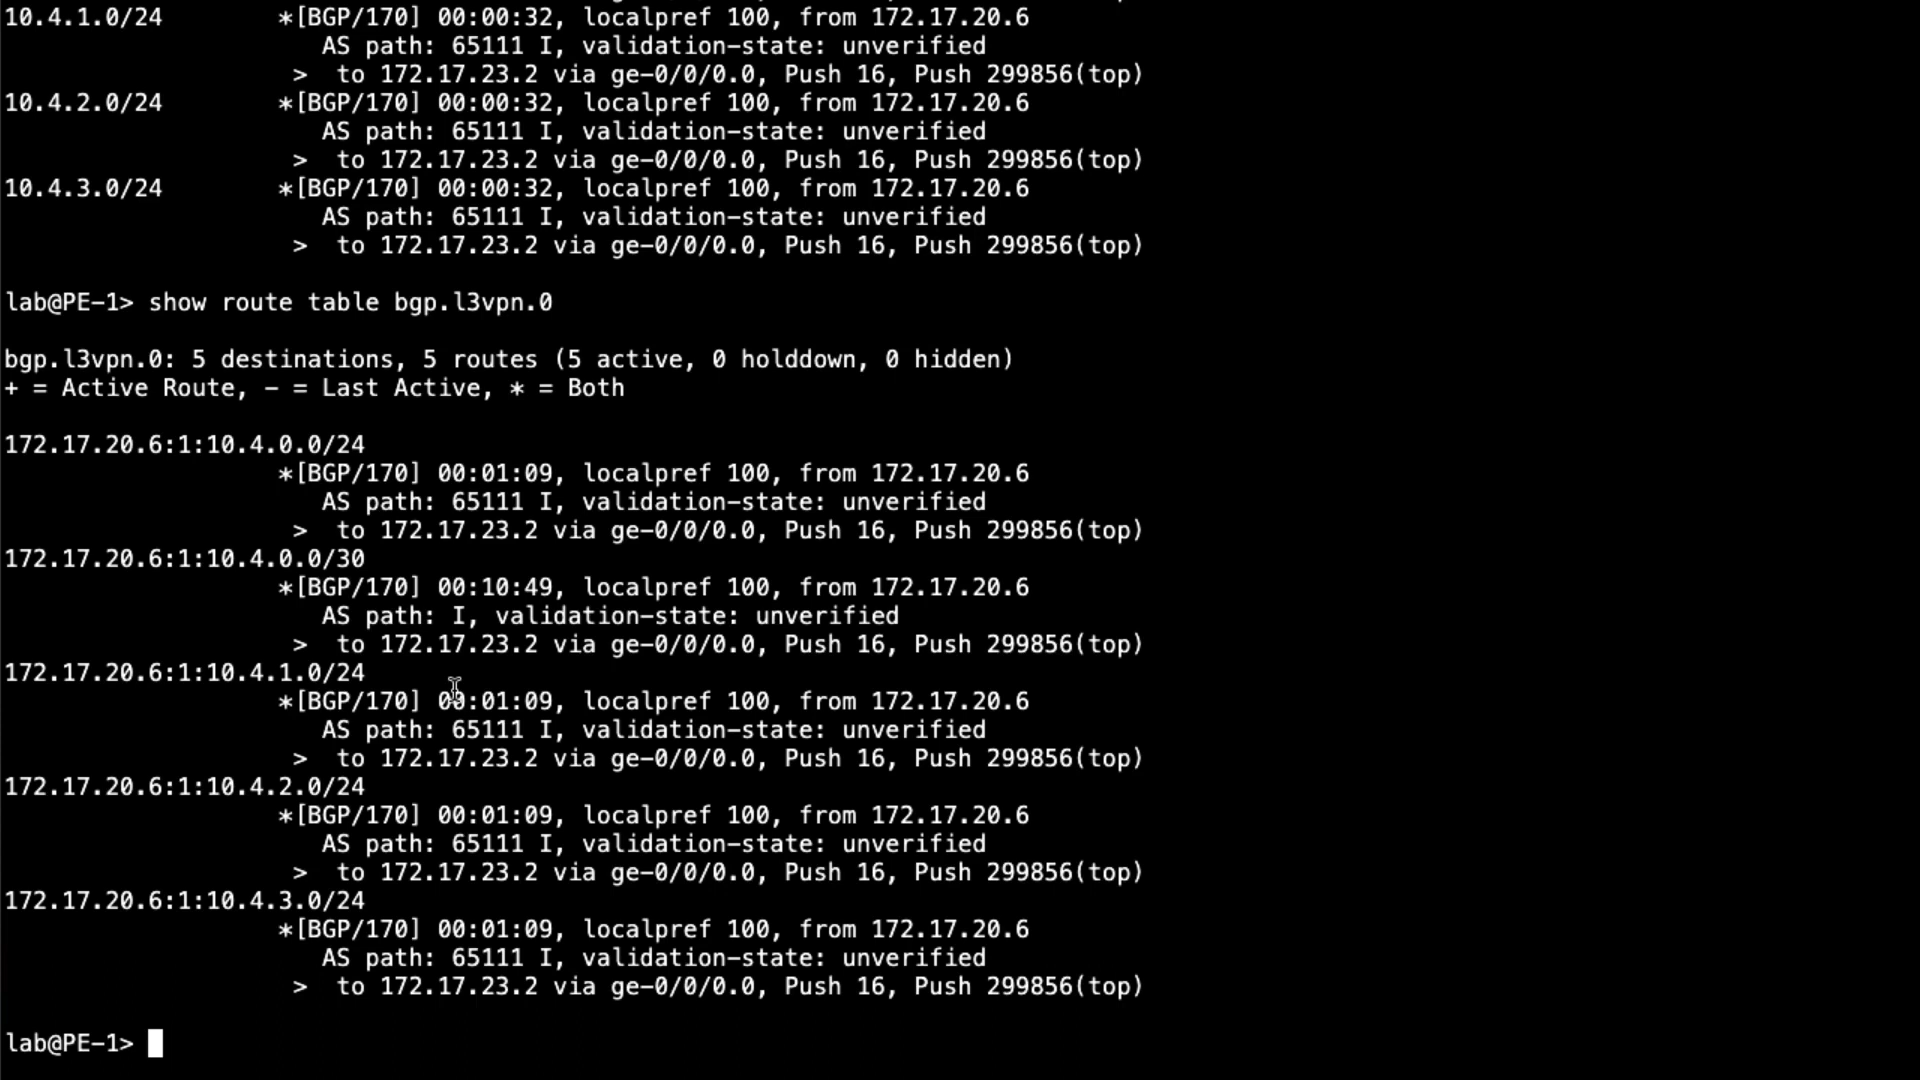 10.4.1.0/24        *[BGP/170] 00:00:32, localpref 100, from 172.17.20.6
                      AS path: 65111 I, validation-state: unverified
                    >  to 172.17.23.2 via ge-0/0/0.0, Push 16, Push 299856(top)
10.4.2.0/24        *[BGP/170] 00:00:32, localpref 100, from 172.17.20.6
                      AS path: 65111 I, validation-state: unverified
                    >  to 172.17.23.2 via ge-0/0/0.0, Push 16, Push 299856(top)
10.4.3.0/24        *[BGP/170] 00:00:32, localpref 100, from 172.17.20.6
                      AS path: 65111 I, validation-state: unverified
                    >  to 172.17.23.2 via ge-0/0/0.0, Push 16, Push 299856(top)
lab@PE-1> show route table bgp.l3vpn.0
bgp.l3vpn.0: 5 destinations, 5 routes (5 active, 0 holddown, 0 hidden)
+ = Active Route, - = Last Active, * = Both
172.17.20.6:1:10.4.0.0/24
                   *[BGP/170] 00:01:09, localpref 100, from 172.17.20.6
                      AS path: 65111 I, validation-state: unverified
                    >  to 172.17.23.2 via ge-0/0/0.0, Push 16, Push 299856(top)
172.17.20.6:1:10.4.0.0/30
                   *[BGP/170] 00:10:49, localpref 100, from 172.17.20.6
                      AS path: I, validation-state: unverified
                    >  to 172.17.23.2 via ge-0/0/0.0, Push 16, Push 299856(top)
172.17.20.6:1:10.4.1.0/24
                   *[BGP/170] 00:01:09, localpref 100, from 172.17.20.6
                      AS path: 65111 I, validation-state: unverified
                    >  to 172.17.23.2 via ge-0/0/0.0, Push 16, Push 299856(top)
172.17.20.6:1:10.4.2.0/24
                   *[BGP/170] 00:01:09, localpref 100, from 172.17.20.6
                      AS path: 65111 I, validation-state: unverified
                    >  to 172.17.23.2 via ge-0/0/0.0, Push 16, Push 299856(top)
172.17.20.6:1:10.4.3.0/24
                   *[BGP/170] 00:01:09, localpref 100, from 172.17.20.6
                      AS path: 65111 I, validation-state: unverified
                    >  to 172.17.23.2 via ge-0/0/0.0, Push 16, Push 299856(top)
lab@PE-1>